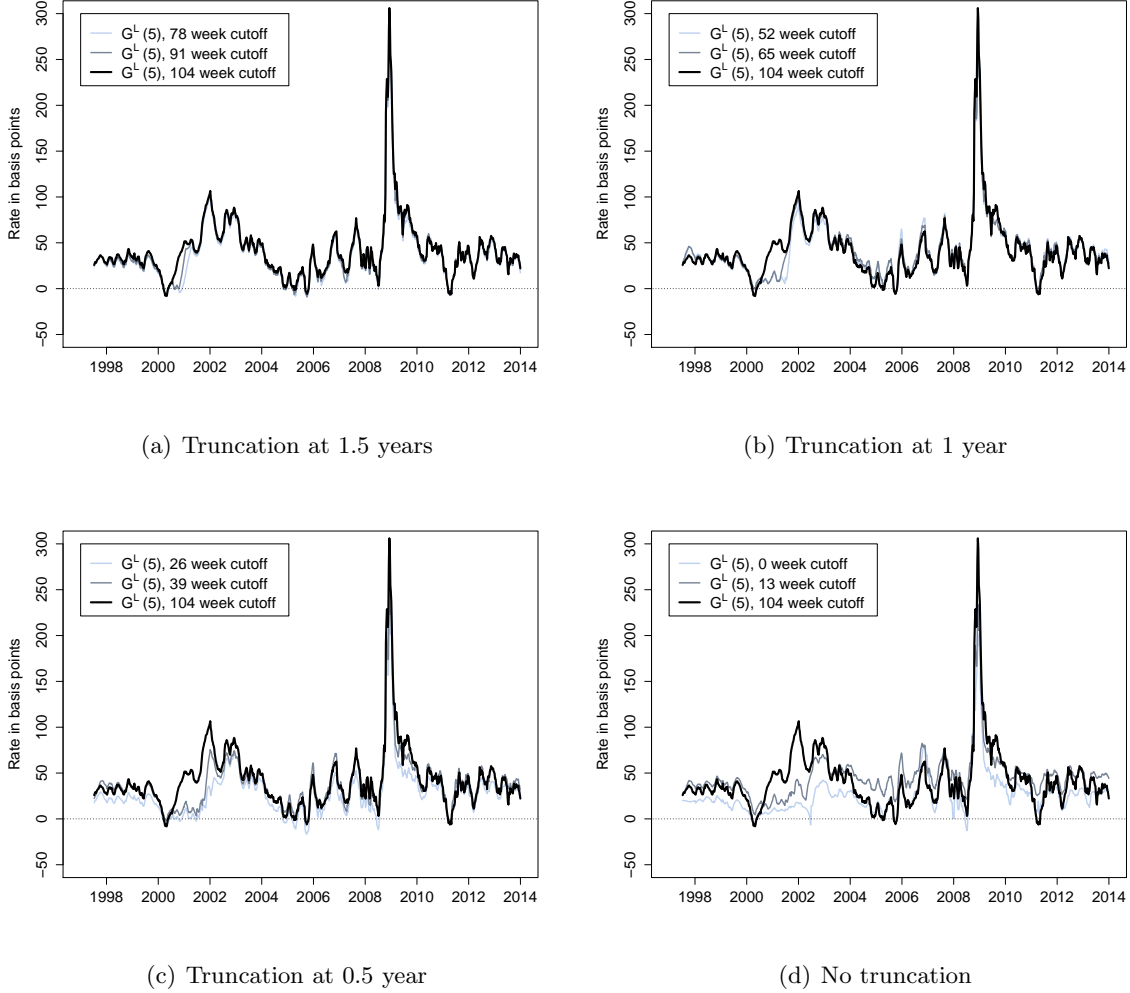 G^L (5), 78 week cutoff
G^L (5), 91 week cutoff
G^L (5), 104 week cutoff
Rate in basis points
300
250
200
150
100
50
0
−50
1998 2000 2002 2004 2006 2008 2010 2012 2014
(a) Truncation at 1.5 years
G^L (5), 52 week cutoff
G^L (5), 65 week cutoff
G^L (5), 104 week cutoff
Rate in basis points
300
250
200
150
100
50
0
−50
1998 2000 2002 2004 2006 2008 2010 2012 2014
(b) Truncation at 1 year
G^L (5), 26 week cutoff
G^L (5), 39 week cutoff
G^L (5), 104 week cutoff
Rate in basis points
300
250
200
150
100
50
0
−50
1998 2000 2002 2004 2006 2008 2010 2012 2014
(c) Truncation at 0.5 year
G^L (5), 0 week cutoff
G^L (5), 13 week cutoff
G^L (5), 104 week cutoff
Rate in basis points
300
250
200
150
100
50
0
−50
1998 2000 2002 2004 2006 2008 2010 2012 2014
(d) No truncation